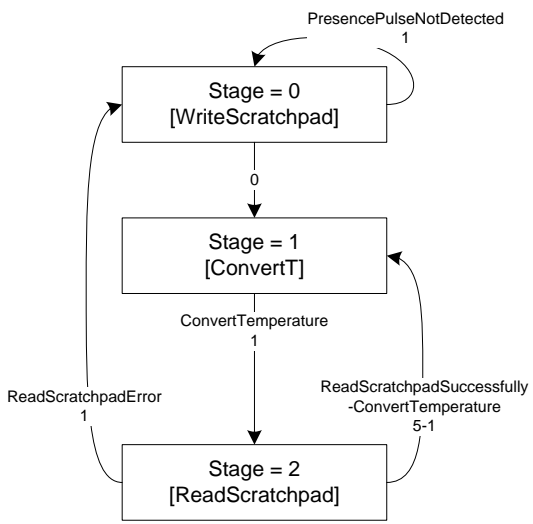 PresencePulseNotDetected
1
Stage = 0
[WriteScratchpad]
0
Stage = 1
[ConvertT]
ConvertTemperature
1
ReadScratchpadError
1
ReadScratchpadSuccessfully
-ConvertTemperature
5-1
Stage = 2
[ReadScratchpad]